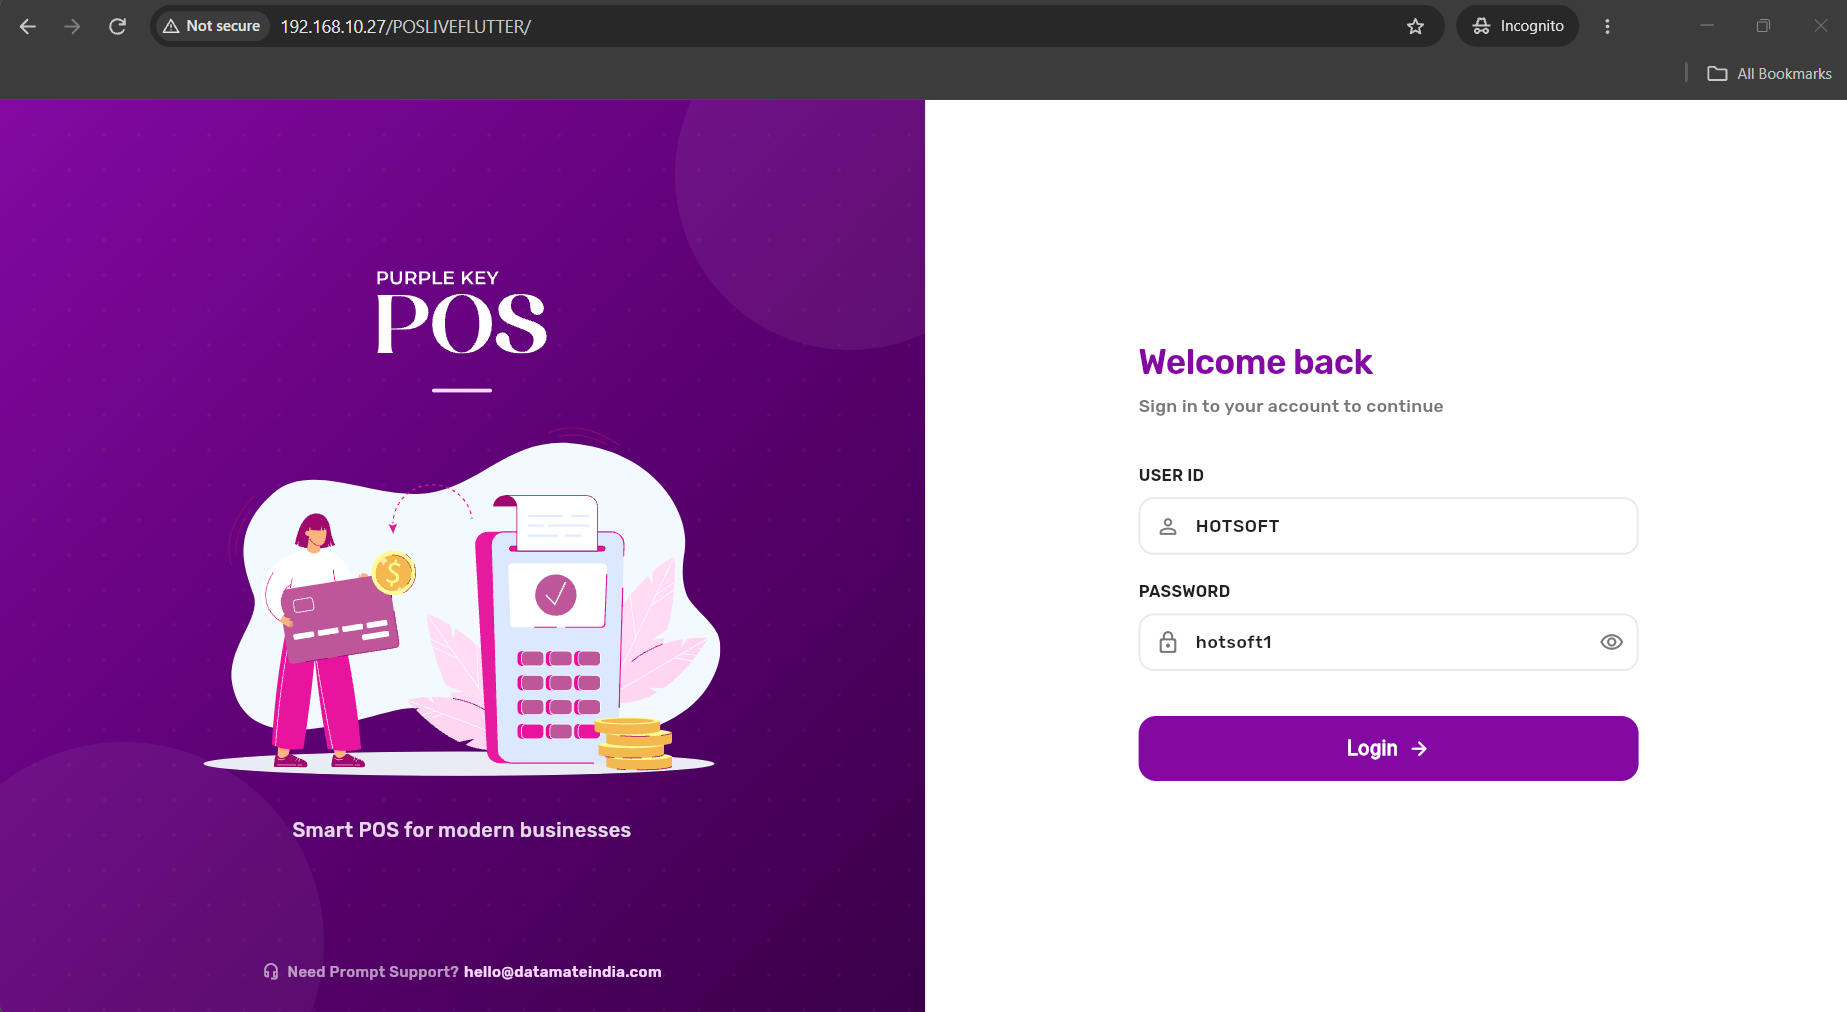 Not secure
192.168.10.27/POSLIVEFLUTTER/
Incognito
All Bookmarks
PURPLE KEY
POS
Smart POS for modern businesses
Need Prompt Support? hello@datamateindia.com
Welcome back
Sign in to your account to continue
USER ID
HOTSOFT
PASSWORD
hotsoft1
Login